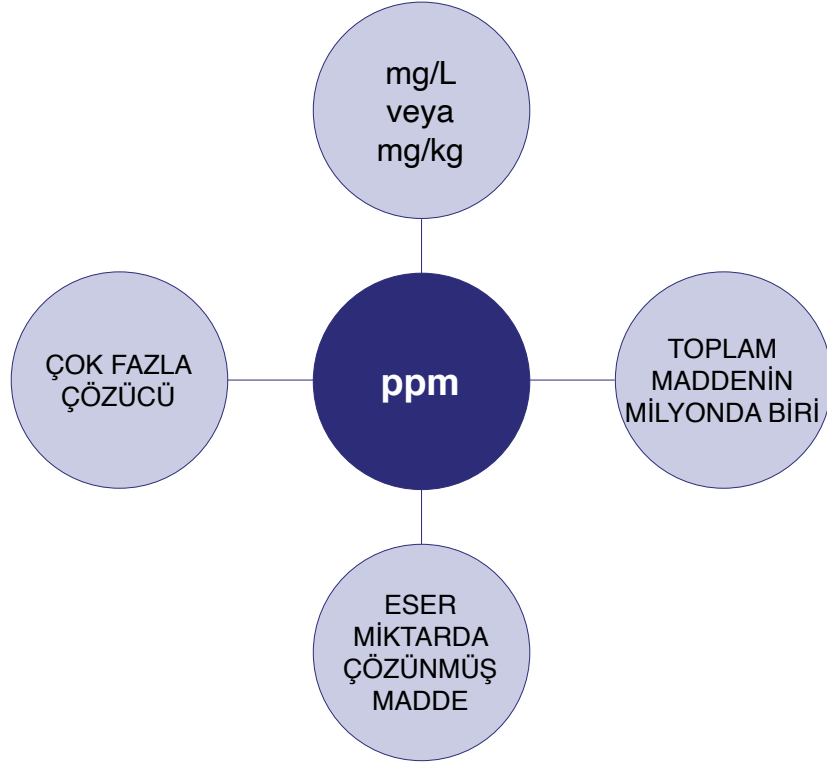 mg/L
veya
mg/kg
ÇOK FAZLA
ÇÖZÜCÜ
ppm
TOPLAM
MADDENİN
MİLYONDA BİRİ
ESER
MİKTARDA
ÇÖZÜNMÜŞ
MADDE